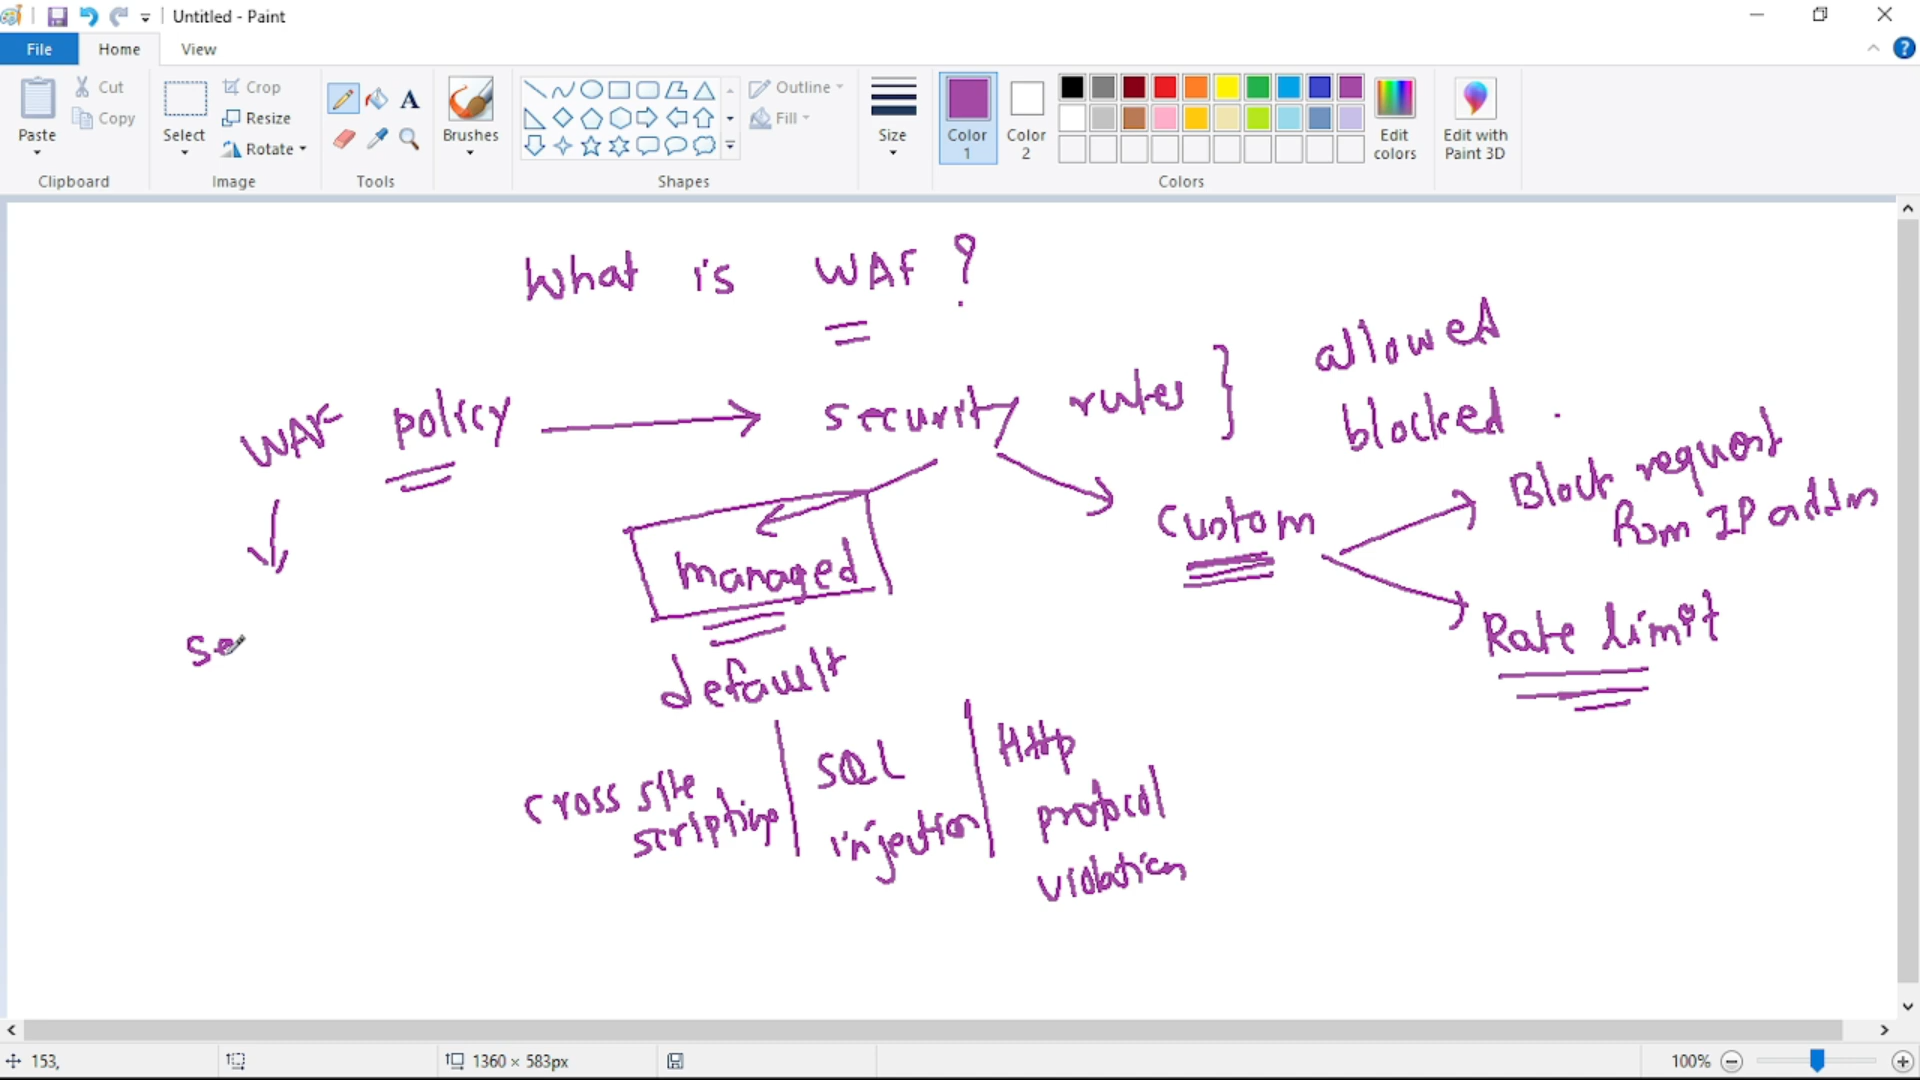 Untitled - Paint
File Home View
Paste
Cut
Copy
Clipboard
Select
Crop
Resize
Rotate
Image
Tools
Brushes
Shapes
Outline
Fill
Size
Color 1
Color 2
Edit colors
Edit with Paint 3D
Colors
What is WAF ?
WAF policy
security rules }
allowed
blocked .
managed
default
custom
Block request
from IP
Rate limit
se
cross site
scripting
SQL
injection
Http
protocol
violation
153,
1360 × 583px
100%